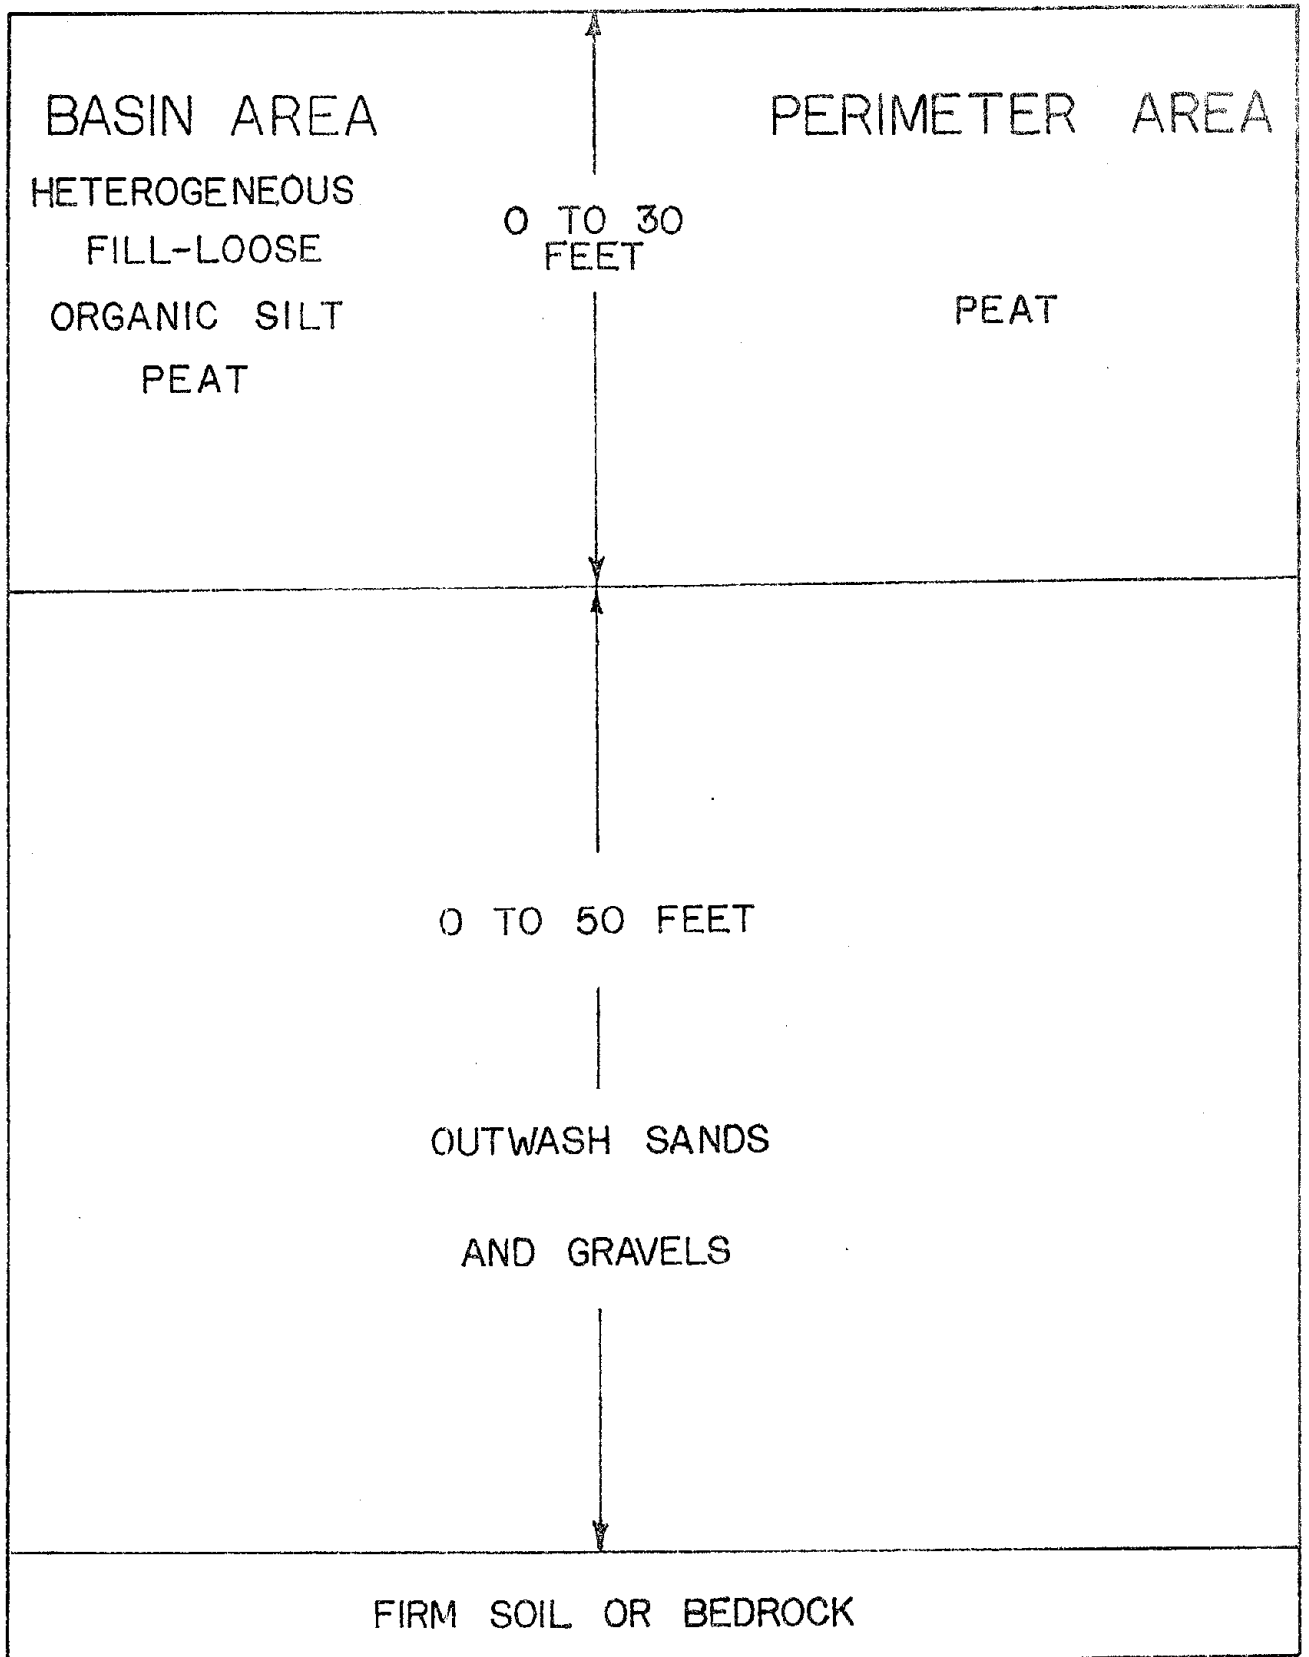 BASIN AREA
HETEROGENEOUS
FILL-LOOSE
ORGANIC SILT
PEAT
0 TO 30
FEET
PERIMETER AREA
PEAT
0 TO 50 FEET
OUTWASH SANDS
AND GRAVELS
FIRM SOIL OR BEDROCK